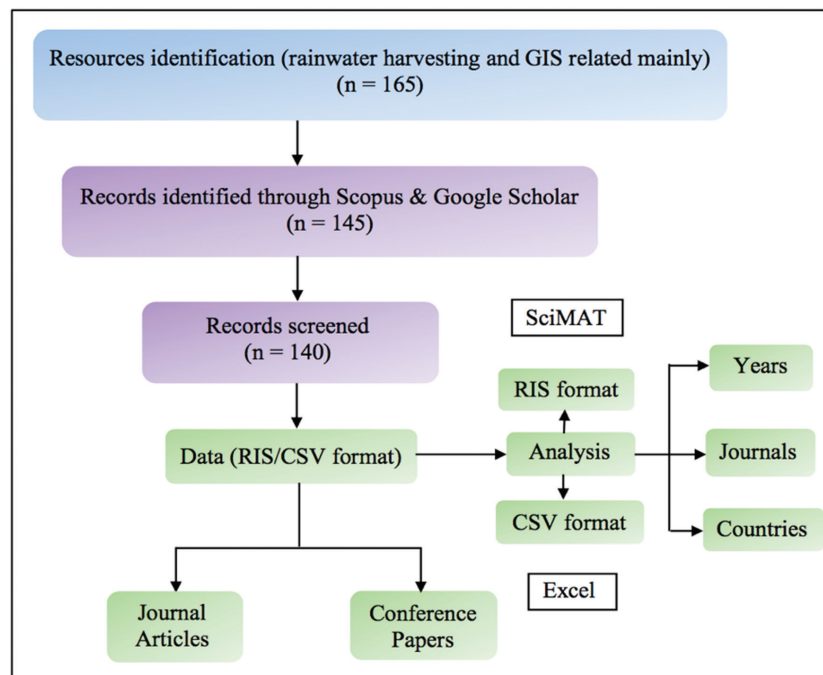 Resources identification (rainwater harvesting and GIS related mainly)
(n = 165)
Records identified through Scopus & Google Scholar
(n = 145)
Records screened
(n = 140)
SciMAT
Years
RIS format
Data (RIS/CSV format)
Analysis
Journals
CSV format
Countries
Excel
Journal
Articles
Conference
Papers